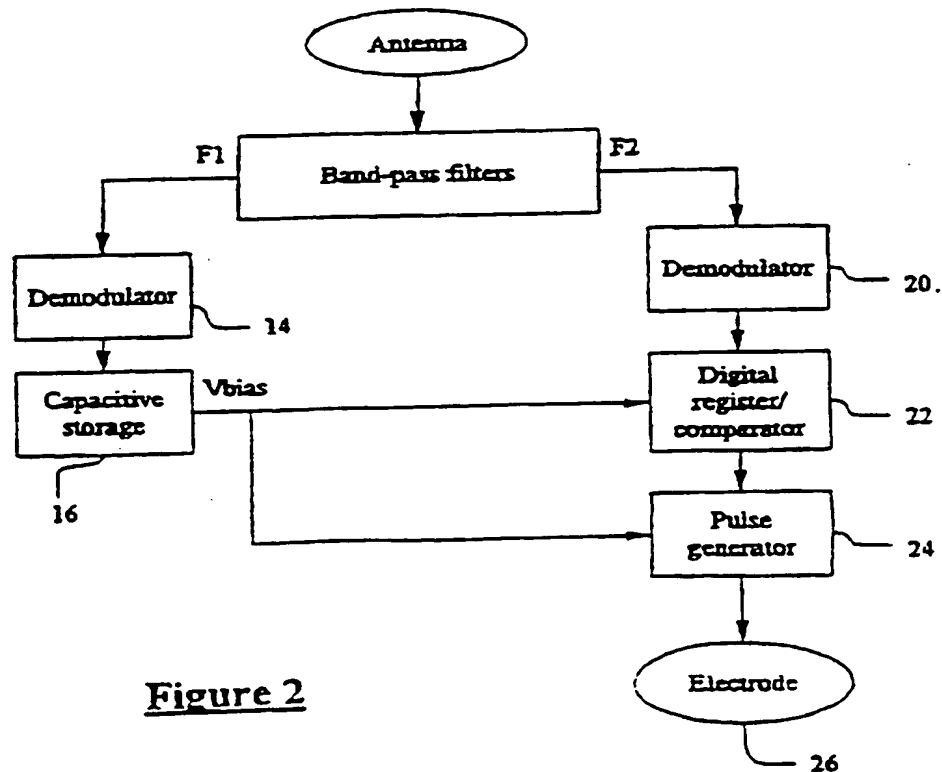 Antenna
F1
F2
Band-pass filters
Demodulator
20.
Demodulator
14
Capacitive
storage
Vbias
Digital
register/
comparator
22
16
Pulse
generator
24
Figure 2
Electrode
26